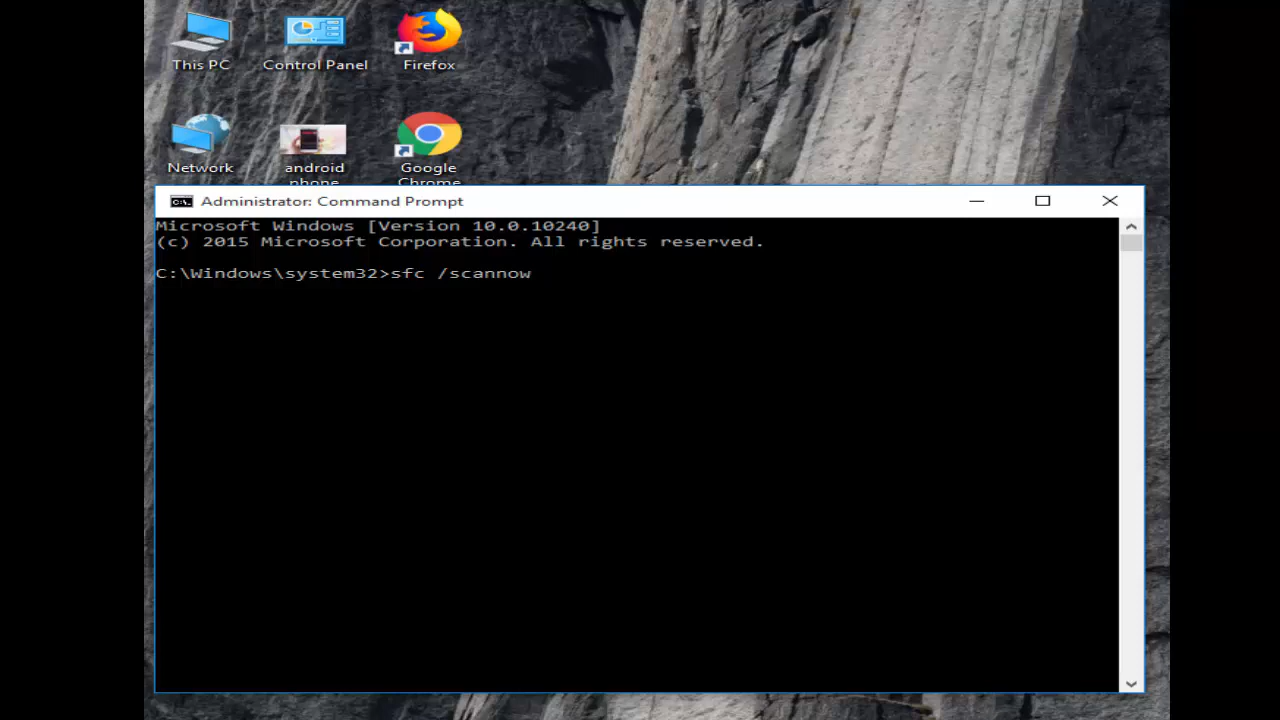 This PC
Control Panel
Firefox
Network
android
phone
Google
Chrome
Administrator: Command Prompt
Microsoft Windows [Version 10.0.10240]
(c) 2015 Microsoft Corporation. All rights reserved.
C:\Windows\system32>sfc /scannow